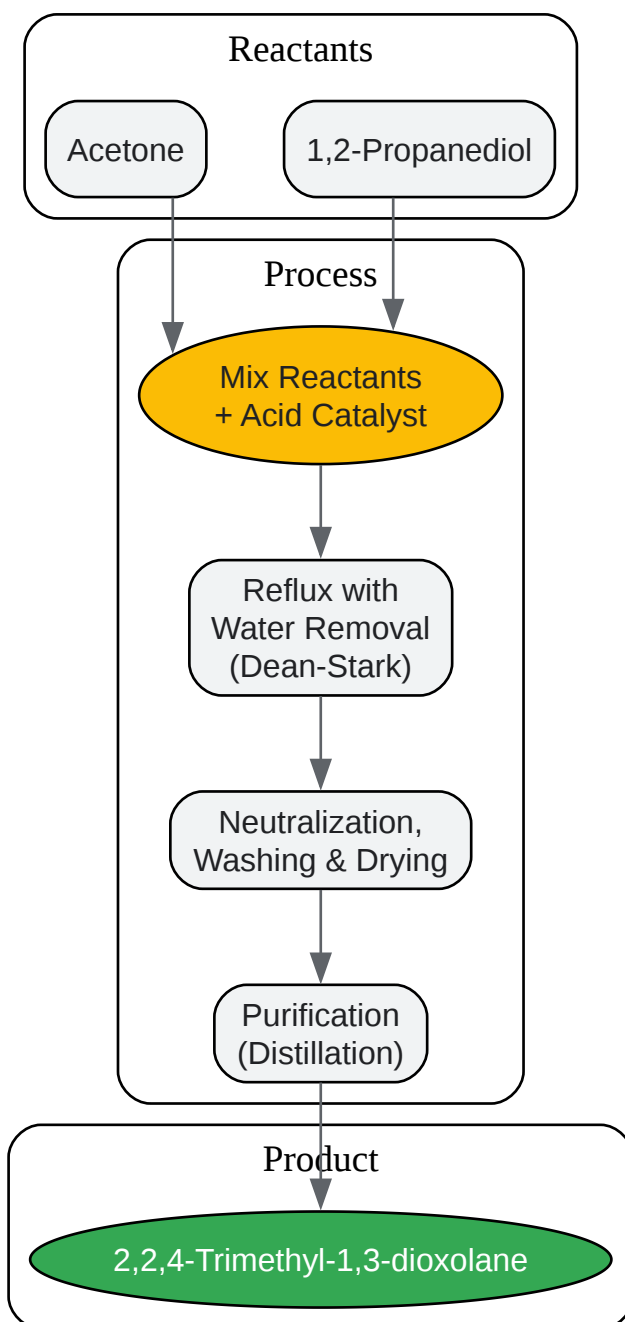 Reactants
Acetone
1,2-Propanediol
Process
Mix Reactants
+ Acid Catalyst
Reflux with
Water Removal
(Dean-Stark)
Neutralization,
Washing & Drying
Purification
(Distillation)
Product
2,2,4-Trimethyl-1,3-dioxolane